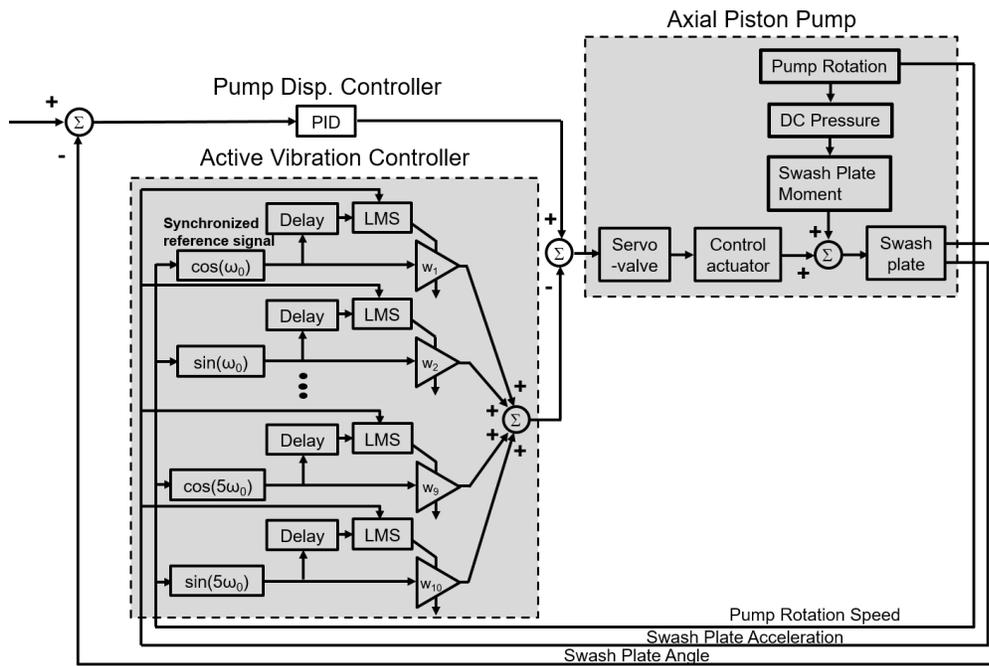 Axial Piston Pump
Pump Rotation
Pump Disp. Controller
+
Σ
PID
DC Pressure
-
Active Vibration Controller
Swash Plate
Moment
Delay
LMS
Synchronized
reference signal
+
+
cos(ω0)
w1
Σ
Servo
-valve
Control
actuator
Σ
Swash
plate
+
-
Delay
LMS
sin(ω0)
w2
+
+
Σ
+
+
Delay
LMS
cos(5ω0)
w9
Delay
LMS
sin(5ω0)
w10
Pump Rotation Speed
Swash Plate Acceleration
Swash Plate Angle